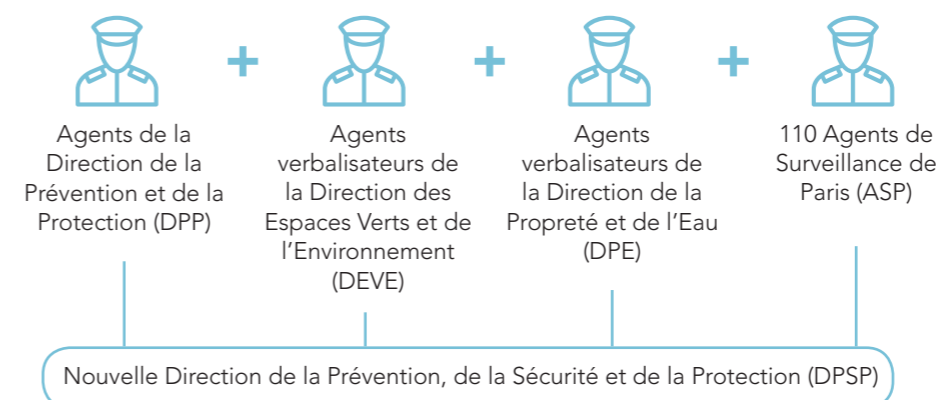 + + +
Agents de la
Direction de la
Prévention et de la
Protection (DPP)
Agents
verbalisateurs de
la Direction des
Espaces Verts et de
l’Environnement
(DEVE)
Agents
verbalisateurs de
la Direction de la
Propreté et de l’Eau
(DPE)
110 Agents de
Surveillance de
Paris (ASP)
Nouvelle Direction de la Prévention, de la Sécurité et de la Protection (DPSP)